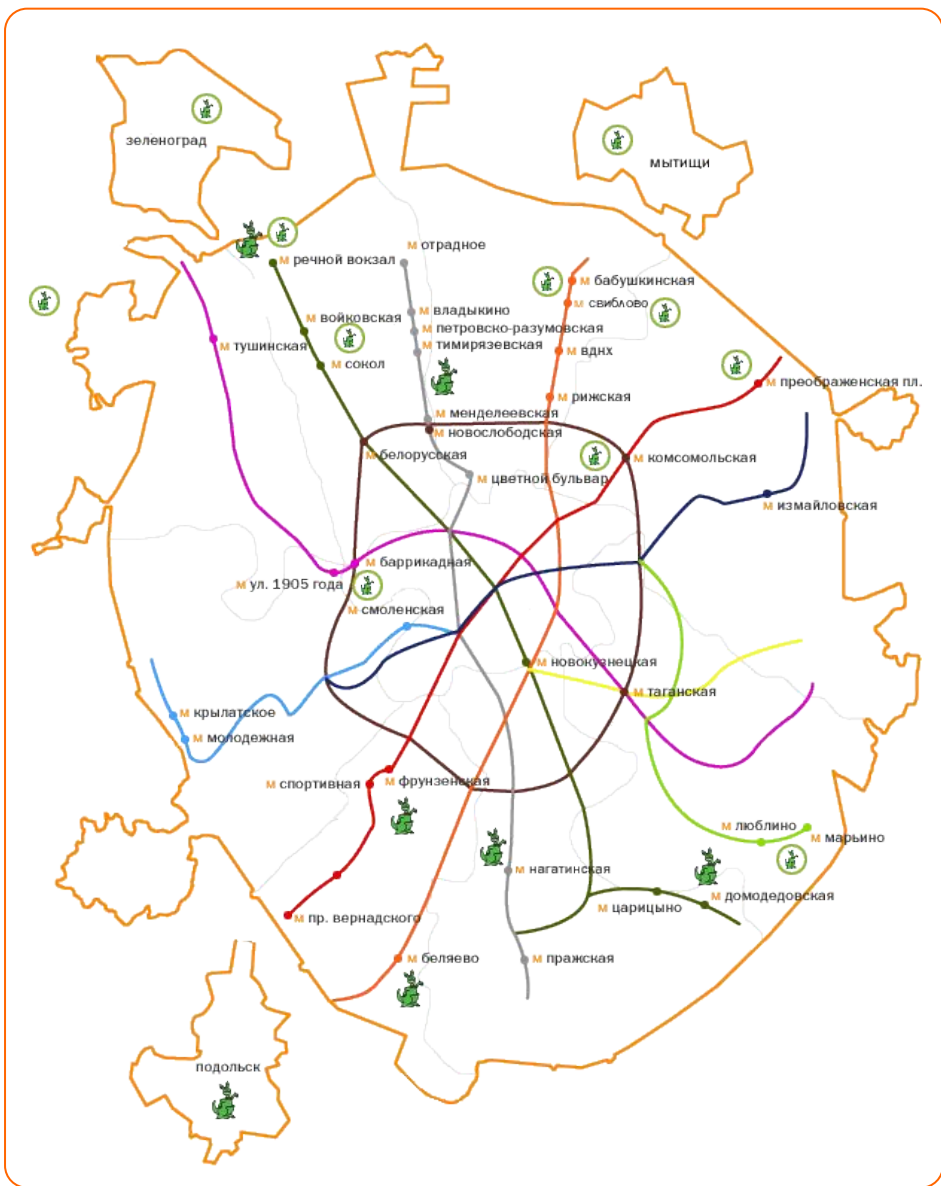 зеленоград
мытищи
м отрадное
м речной вокзал
м бабушкинская
м свиблово
м владыкино
м войковская
м петровско-разумовская
м тушинская
м тимирязевская
м вднх
м сокол
м преображенская пл.
м рижская
м менделеевская
м новослободская
м белорусская
м комсомольская
м цветной бульвар
м измайловская
м баррикадная
м ул. 1905 года
м смоленская
м новокузнецкая
м таганская
м крылатское
м молодежная
м спортивная
м фрунзенская
м люблино
м марьино
м нагатинская
м домодедовская
м царицыно
м пр. вернадского
м беляево
м пражская
подольск